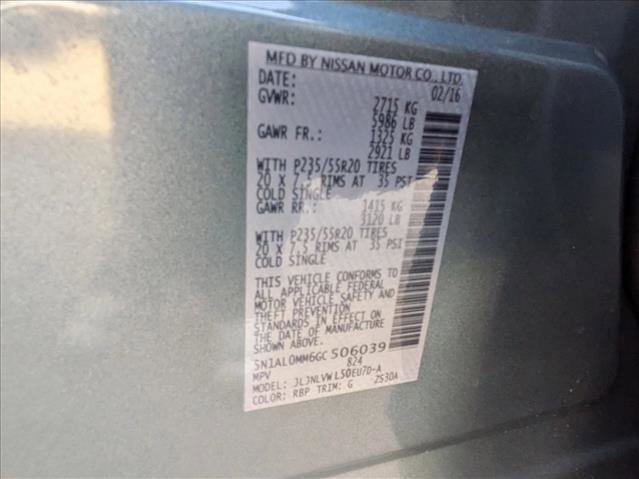 MFD BY NISSAN MOTOR CO., LTD.
DATE: 02/16
GVWR: 2715 KG
5986 LB
GAWR FR.: 1325 KG
2921 LB
WITH P235/55R20 TIRES
20 X 7.5 RIMS AT 35 PSI
COLD SINGLE
GAWR RR.: 1415 KG
3120 LB
WITH P235/55R20 TIRES
20 X 7.5 RIMS AT 35 PSI
COLD SINGLE
THIS VEHICLE CONFORMS TO
ALL APPLICABLE FEDERAL
MOTOR VEHICLE SAFETY AND
THEFT PREVENTION
STANDARDS IN EFFECT ON
THE DATE OF MANUFACTURE
SHOWN ABOVE.
5N1AL0MM6GC506039
MPV 824
MODEL: JLJNLVWL50EU7D-A
COLOR: RBP TRIM: G 2530A